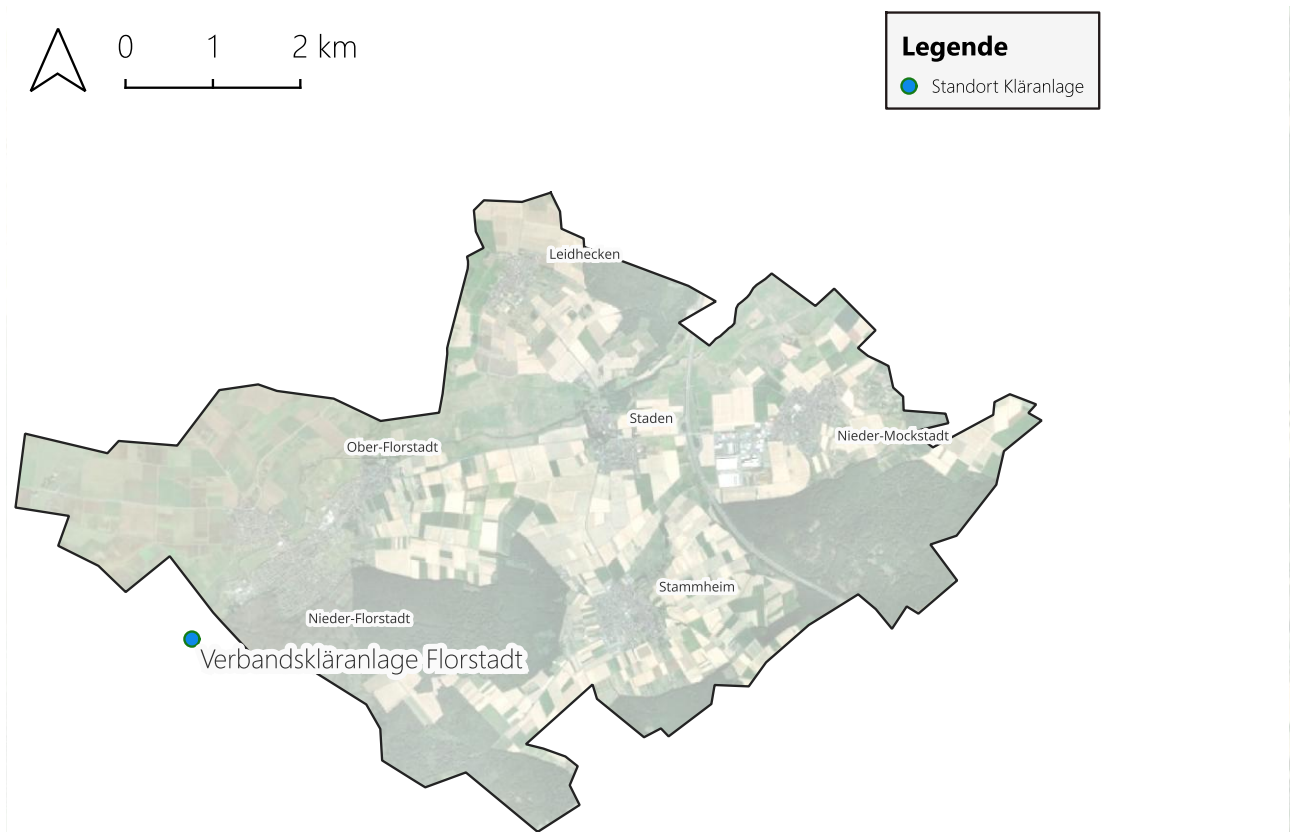 0 1 2 km
Legende
Standort Kläranlage
Leidhecken
Staden
Nieder-Mockstadt
Ober-Florstadt
Stammheim
Nieder-Florstadt
Verbandskläranlage Florstadt